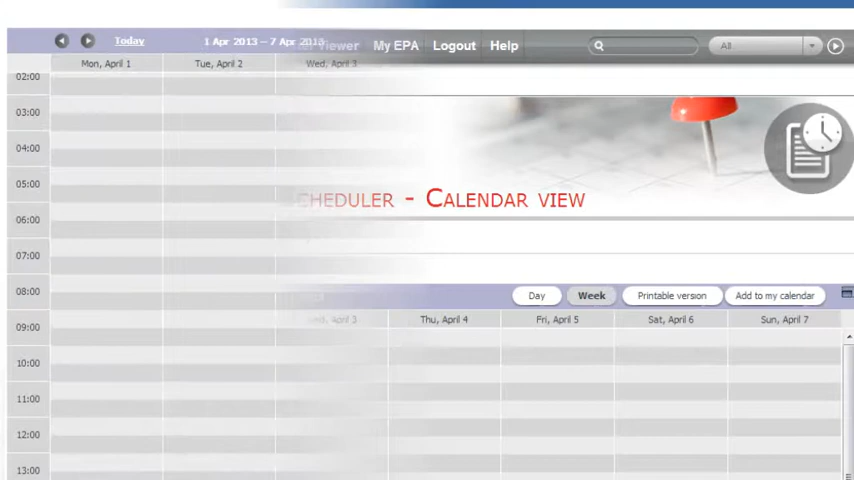 Today
1 Apr 2013 – 7 Apr 2013
Viewer
My EPA
Logout
Help
All
Mon, April 1
Tue, April 2
Wed, April 3
02:00
03:00
04:00
05:00
CHEDULER - CALENDAR VIEW
06:00
07:00
08:00
Day
Week
Printable version
Add to my calendar
09:00
Wed, April 3
Thu, April 4
Fri, April 5
Sat, April 6
Sun, April 7
10:00
11:00
12:00
13:00